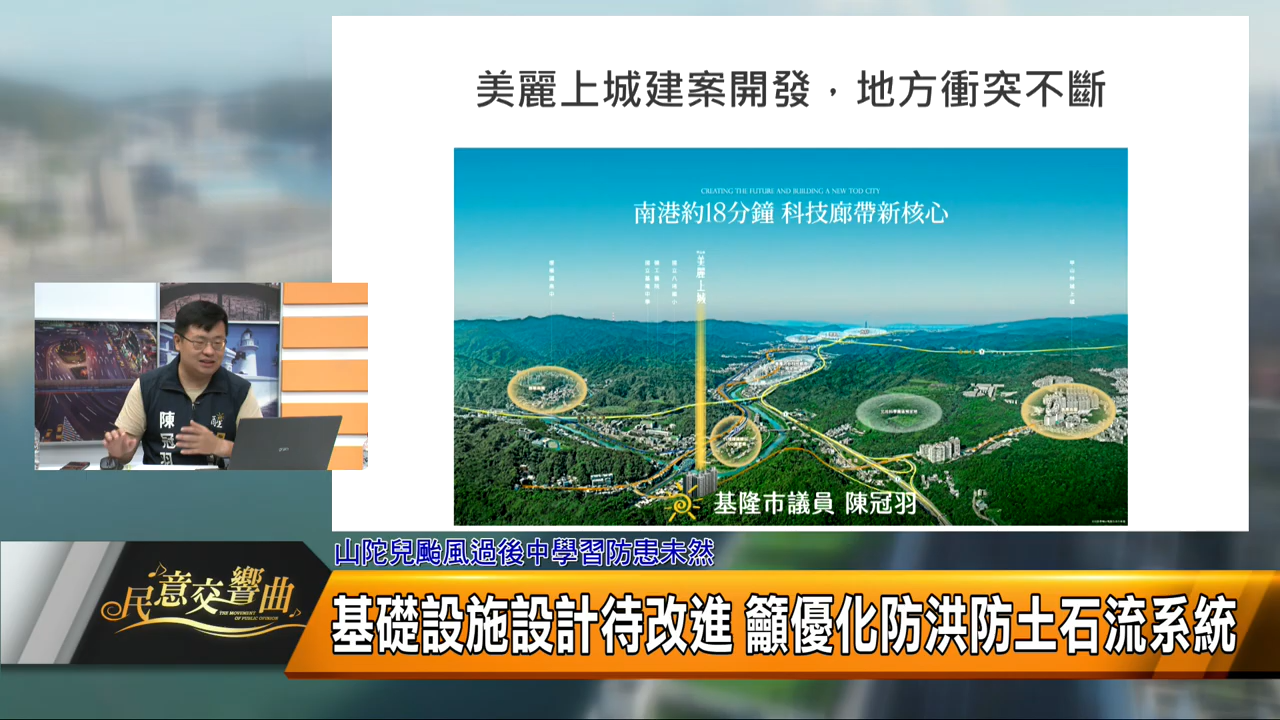 美麗上城建案開發，地方衝突不斷
CREATING THE FUTURE AND BUILDING A NEW TOD CITY
南港約18分鐘 科技廊帶新核心
美麗上城
基隆市議員 陳冠羽
陳冠羽
gram
山陀兒颱風過後中學習防患未然
民意交響曲
THE MOVEMENT
OF PUBLIC OPINION
基礎設施設計待改進 籲優化防洪防土石流系統